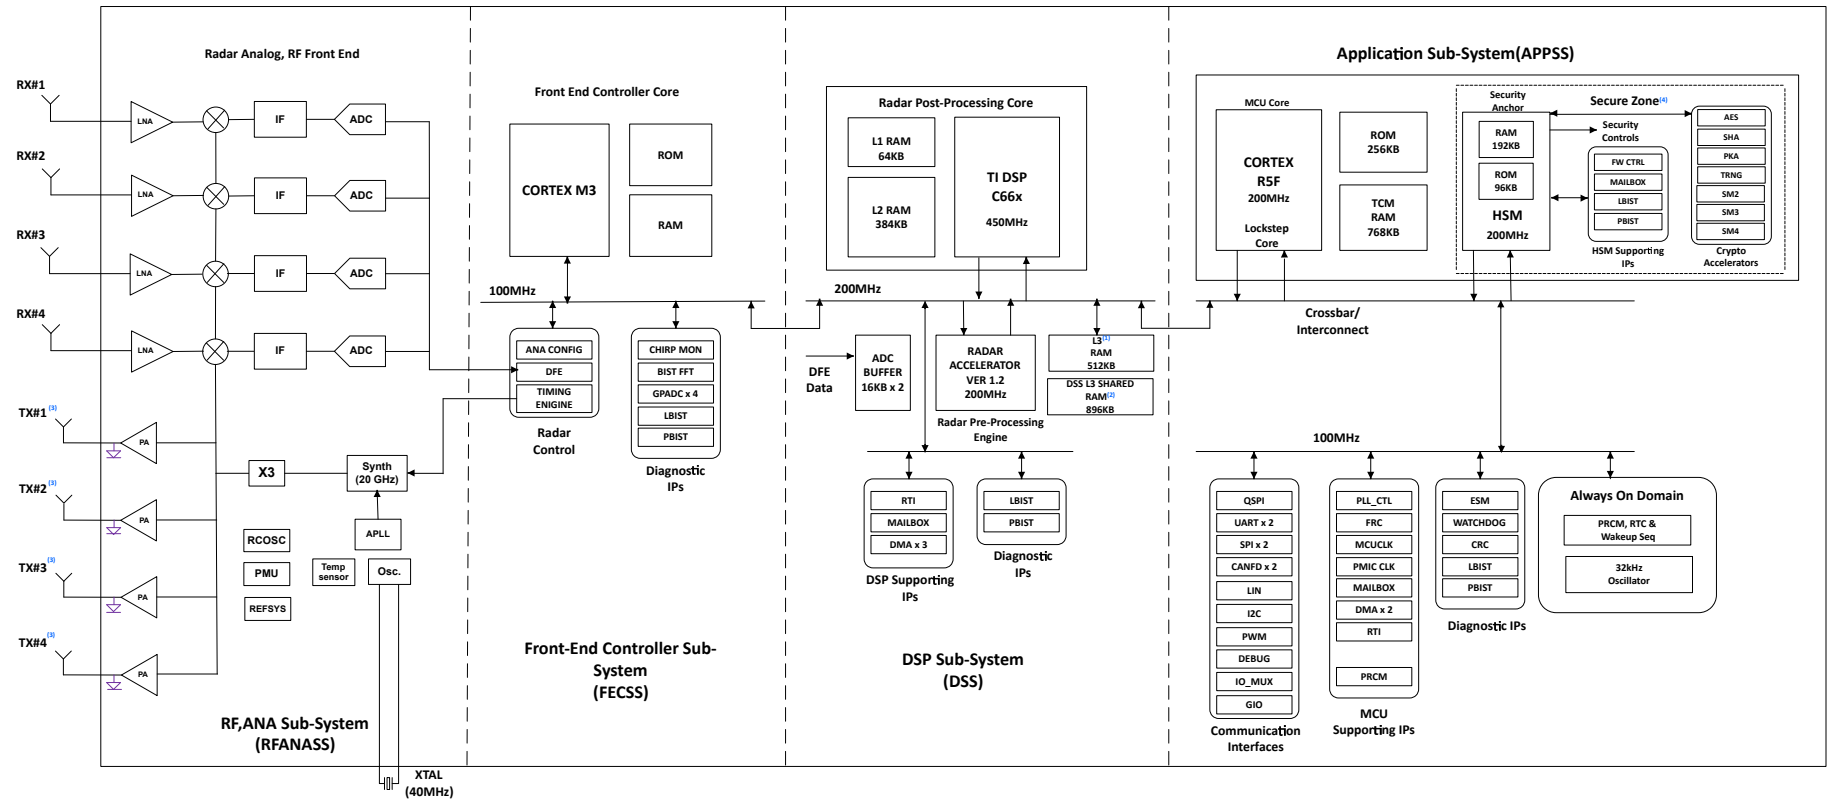 Radar Analog, RF Front End
RX#1
LNA
IF
ADC
RX#2
LNA
IF
ADC
RX#3
LNA
IF
ADC
RX#4
LNA
IF
ADC
TX#1 (3)
PA
TX#2 (3)
PA
TX#3 (3)
PA
TX#4 (3)
PA
X3
Synth
(20 GHz)
APLL
RCOSC
PMU
REFSYS
Temp
sensor
Osc.
RF,ANA Sub-System
(RFANASS)
XTAL
(40MHz)
Front End Controller Core
CORTEX M3
ROM
RAM
100MHz
ANA CONFIG
DFE
TIMING
ENIGINE
Radar
Control
CHIRP MON
BIST FFT
GPADC x 4
LBIST
PBIST
Diagnostic
IPs
Front-End Controller Sub-
System
(FECSS)
Radar Post-Processing Core
L1 RAM
64KB
L2 RAM
384KB
TI DSP
C66x
450MHz
200MHz
DFE
Data
ADC
BUFFER
16KB x 2
RADAR
ACCELERATOR
VER 1.2
200MHz
Radar Pre-Processing
Engine
L3(1)
RAM
512KB
DSS L3 SHARED
RAM(2)
896KB
RTI
MAILBOX
DMA x 3
DSP Supporting
IPs
LBIST
PBIST
Diagnostic
IPs
DSP Sub-System
(DSS)
Application Sub-System(APPSS)
MCU Core
CORTEX
R5F
200MHz
Lockstep
Core
ROM
256KB
TCM
RAM
768KB
Security
Anchor
RAM
192KB
ROM
96KB
HSM
200MHz
Secure Zone(4)
Security
Controls
FW CTRL
MAILBOX
LBIST
PBIST
HSM Supporting
IPs
AES
SHA
PKA
TRNG
SM2
SM3
SM4
Crypto
Accelerators
Crossbar/
Interconnect
100MHz
QSPI
UART x 2
SPI x 2
CANFD x 2
LIN
I2C
PWM
DEBUG
IO_MUX
GIO
Communication
Interfaces
PLL_CTL
FRC
MCUCLK
PMIC CLK
MAILBOX
DMA x 2
RTI
PRCM
MCU
Supporting IPs
ESM
WATCHDOG
CRC
LBIST
PBIST
Diagnostic IPs
Always On Domain
PRCM, RTC &
Wakeup Seq
32kHz
Oscillator